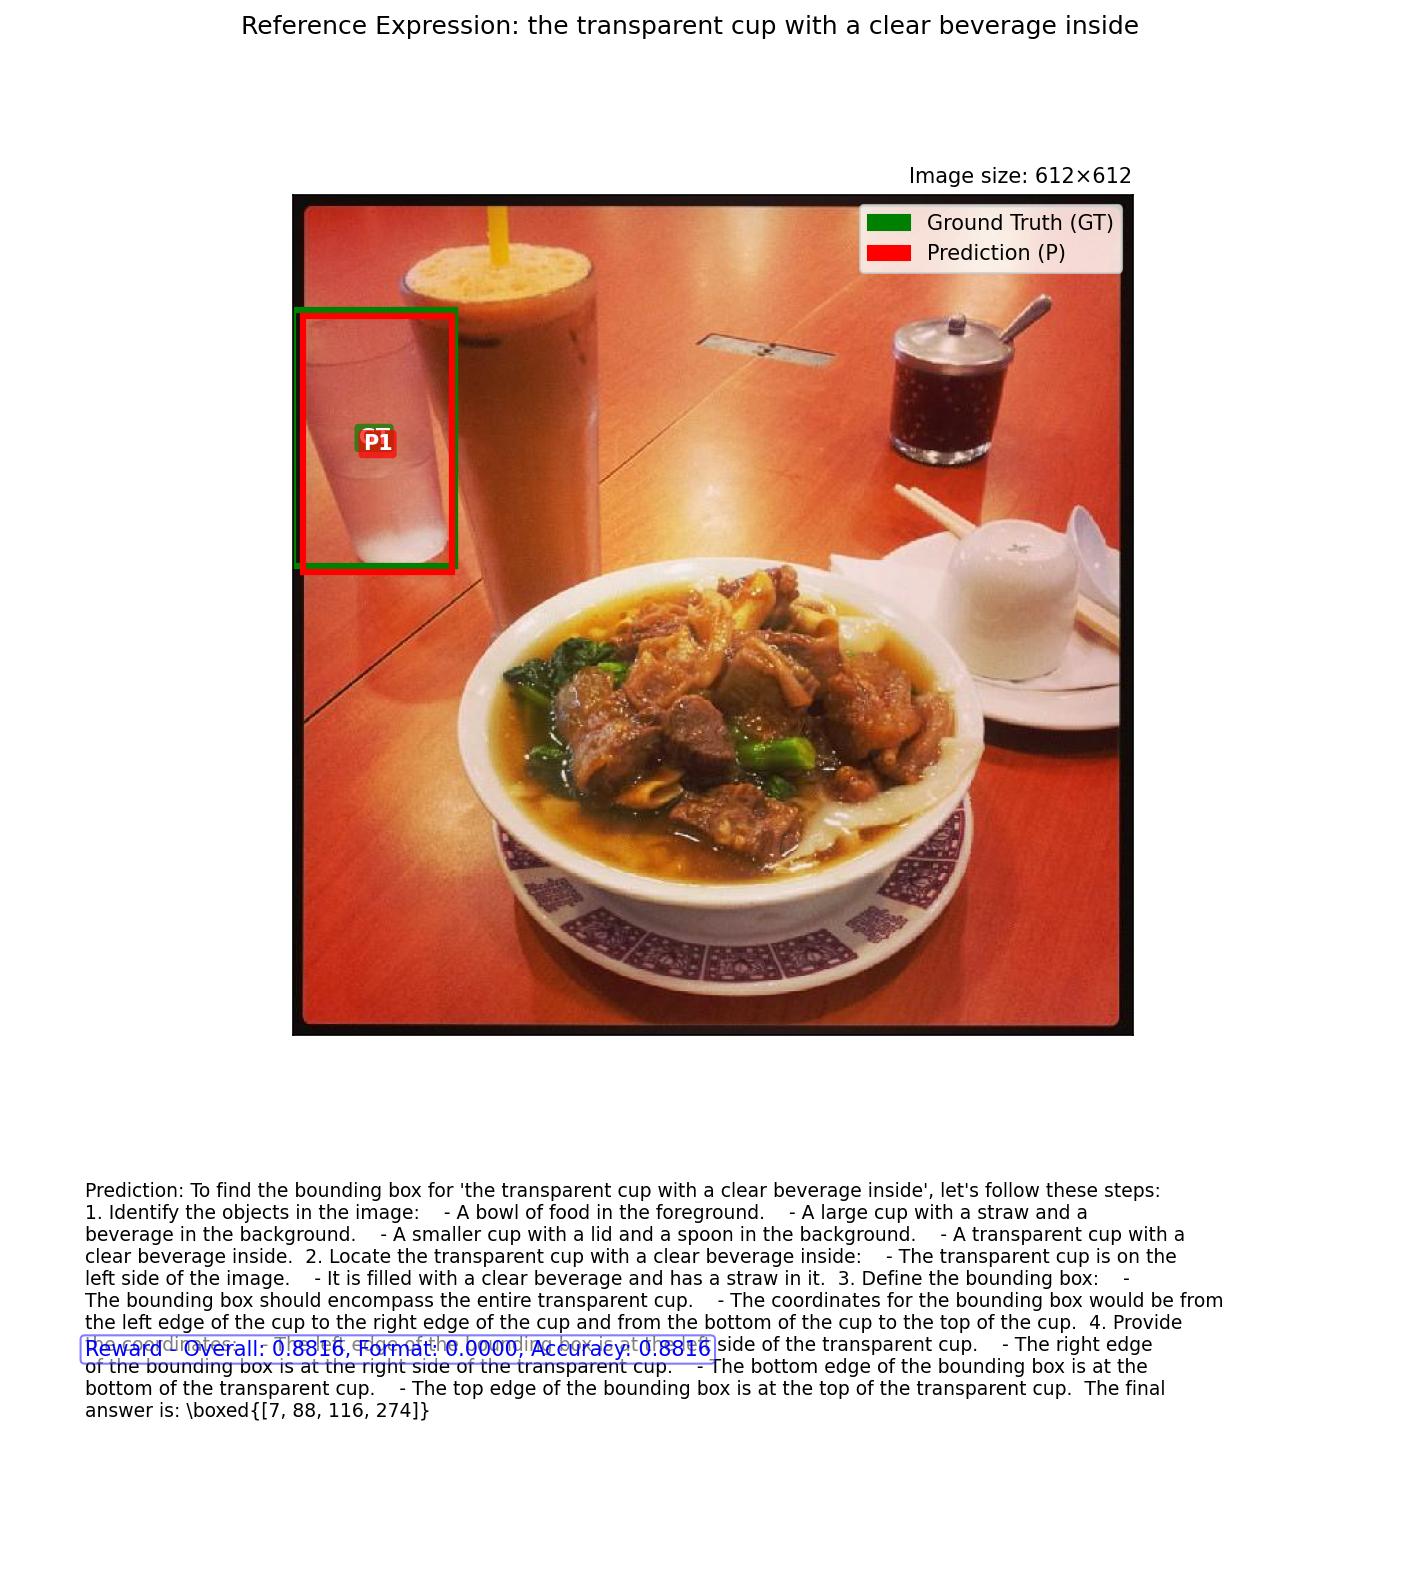 Reference Expression: the transparent cup with a clear beverage inside
Image size: 612×612
Ground Truth (GT)
Prediction (P)
P1
Prediction: To find the bounding box for 'the transparent cup with a clear beverage inside', let's follow these steps:
1. Identify the objects in the image:    - A bowl of food in the foreground.    - A large cup with a straw and a
beverage in the background.    - A smaller cup with a lid and a spoon in the background.    - A transparent cup with a
clear beverage inside.  2. Locate the transparent cup with a clear beverage inside:    - The transparent cup is on the
left side of the image.    - It is filled with a clear beverage and has a straw in it.  3. Define the bounding box:    -
The bounding box should encompass the entire transparent cup.    - The coordinates for the bounding box would be from
the left edge of the cup to the right edge of the cup and from the bottom of the cup to the top of the cup.  4. Provide
the coordinates:    - The left edge of the bounding box is at the left side of the transparent cup.    - The right edge
Reward - Overall: 0.8816, Format: 0.0000, Accuracy: 0.8816
of the bounding box is at the right side of the transparent cup.    - The bottom edge of the bounding box is at the
bottom of the transparent cup.    - The top edge of the bounding box is at the top of the transparent cup.  The final
answer is: \boxed{[7, 88, 116, 274]}